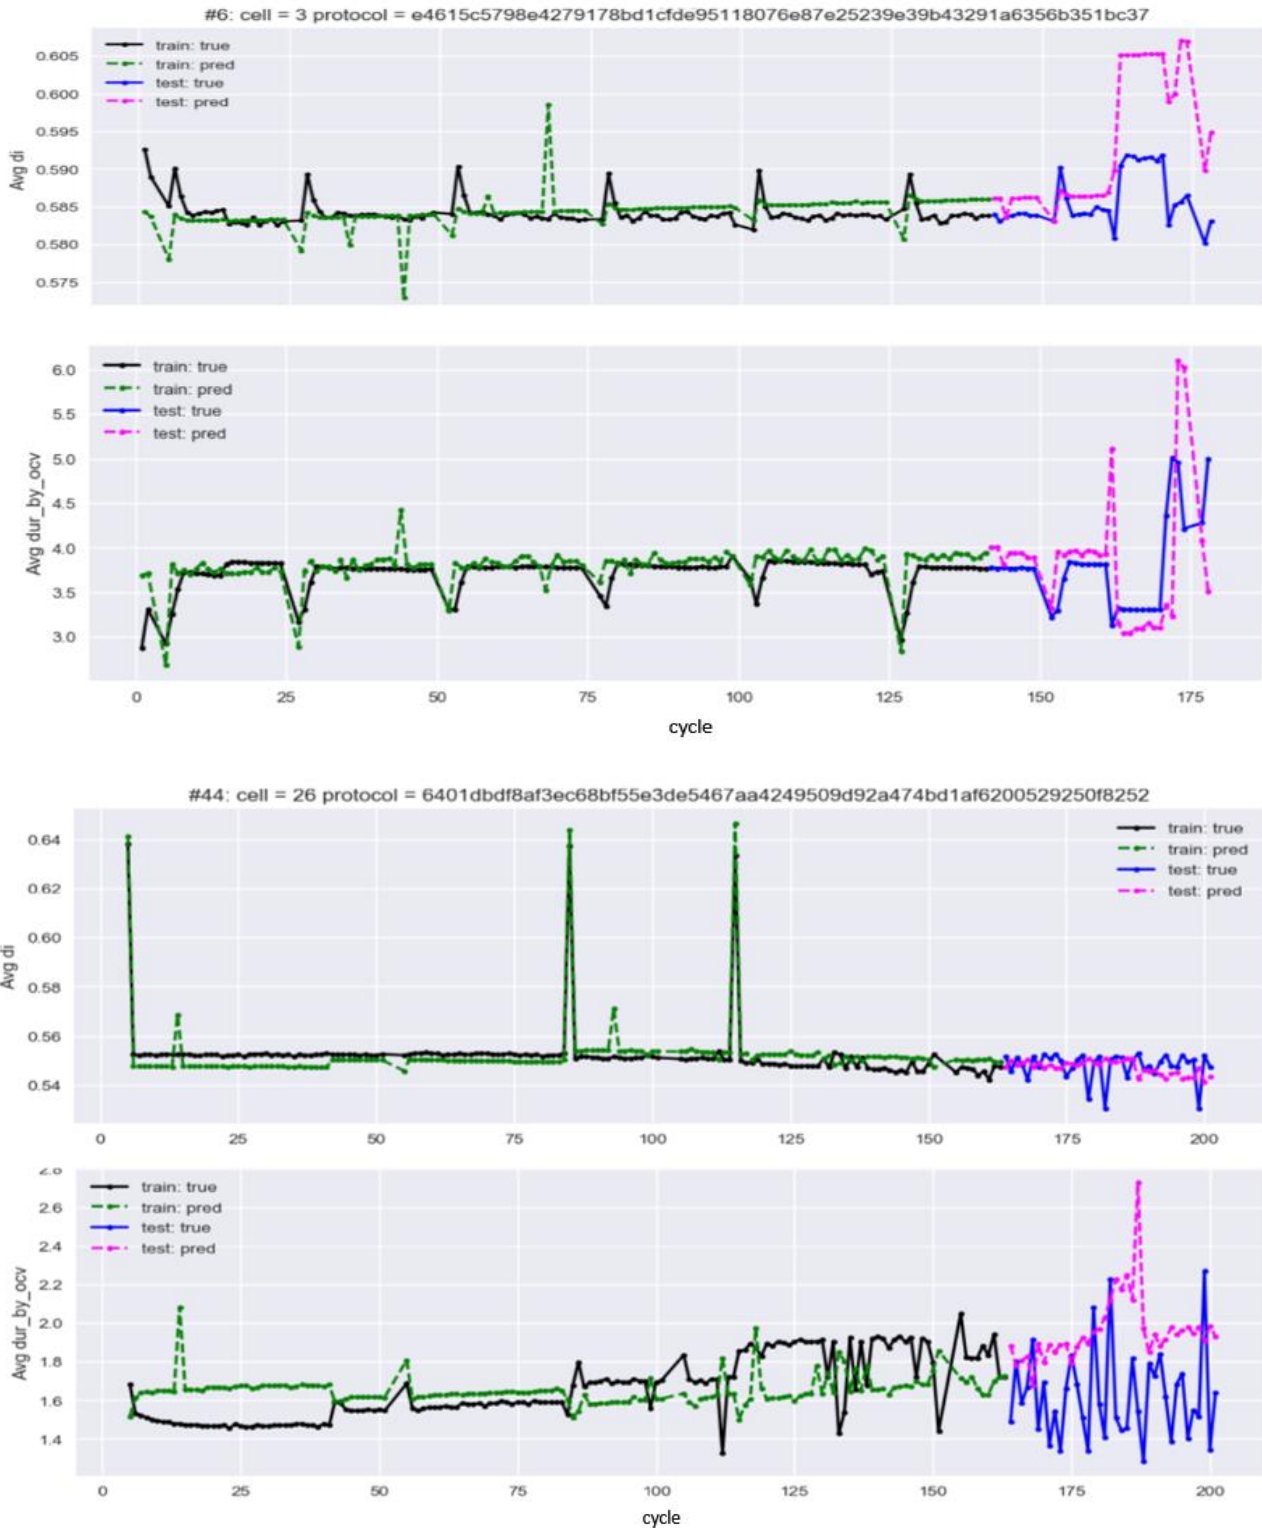 #6: cell = 3 protocol = e4615c5798e4279178bd1cfde95118076e87e25239e39b43291a6356b351bc37
train: true
train: pred
test: true
test: pred
0.605
0.600
0.595
0.590
0.585
0.580
0.575
Avg di
train: true
train: pred
test: true
test: pred
6.0
5.5
5.0
4.5
4.0
3.5
3.0
Avg dur_by_ocv
0 25 50 75 100 125 150 175
cycle
#44: cell = 26 protocol = 6401dbdf8af3ec68bf55e3de5467aa4249509d92a474bd1af6200529250f8252
train: true
train: pred
test: true
test: pred
0.64
0.62
0.60
0.58
0.56
0.54
Avg di
0 25 50 75 100 125 150 175 200
train: true
train: pred
test: true
test: pred
2.6
2.4
2.2
2.0
1.8
1.6
1.4
Avg dur_by_ocv
0 25 50 75 100 125 150 175 200
cycle